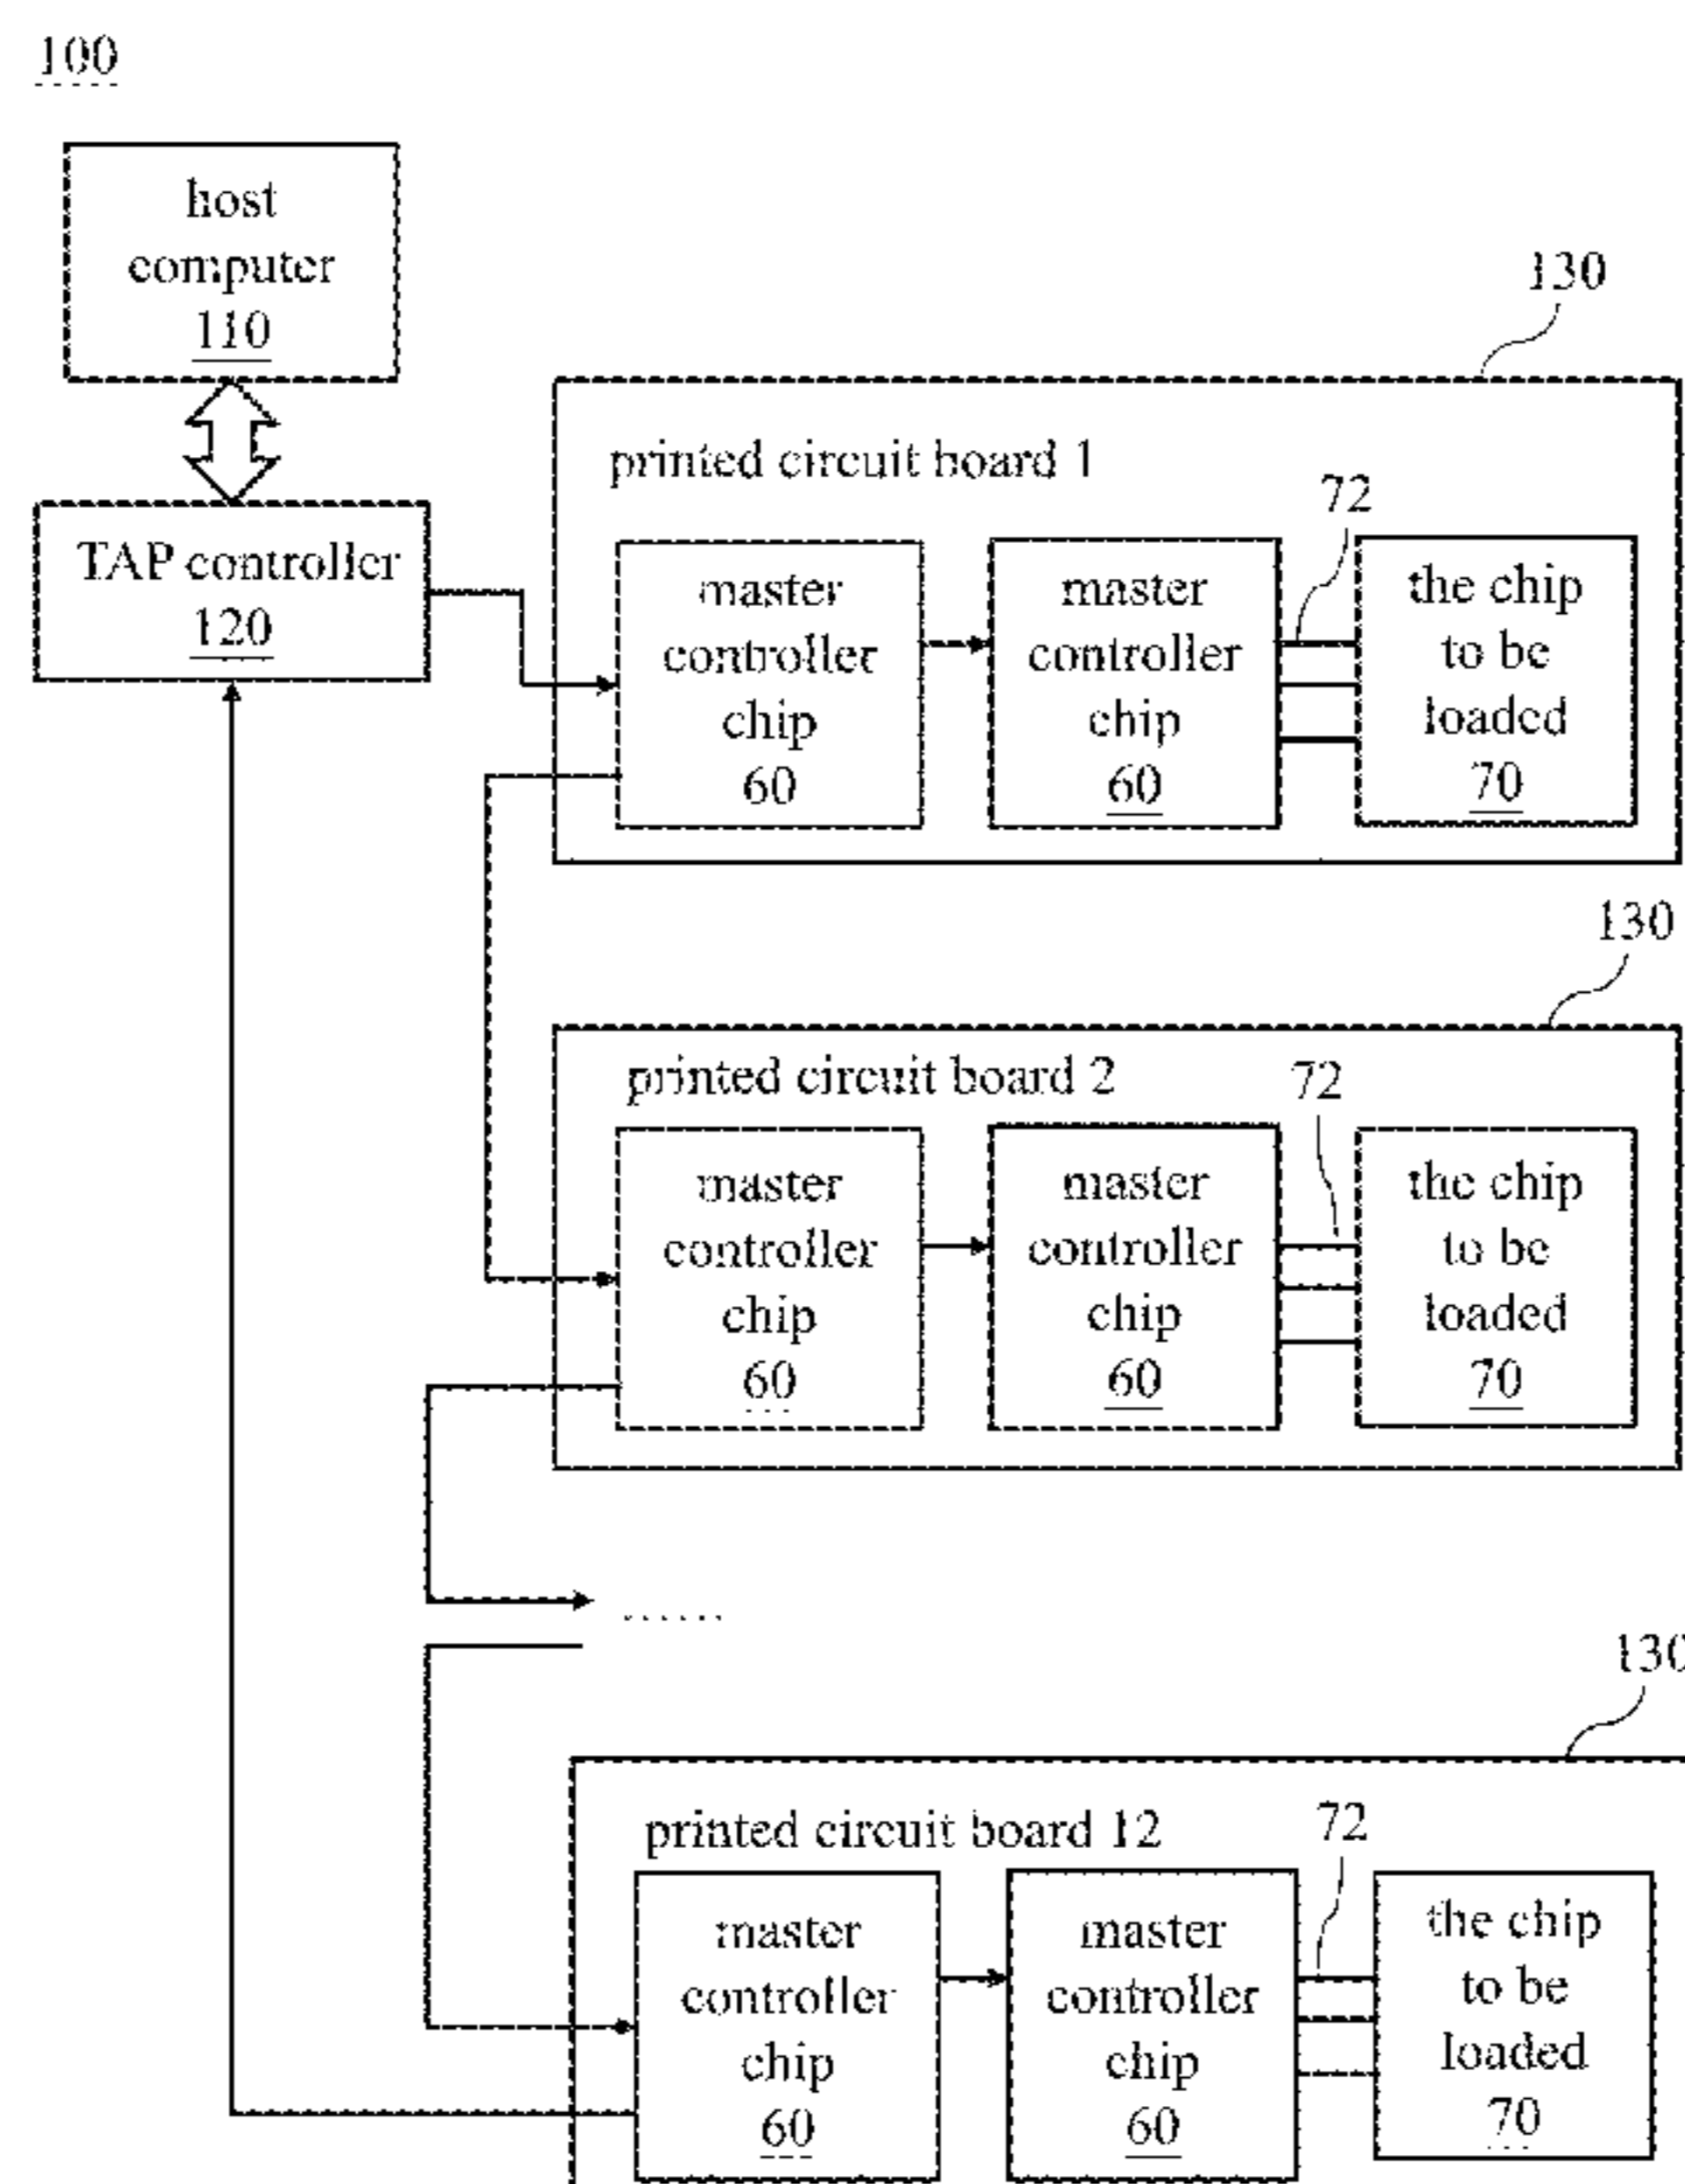 100
host
computer
110
TAP controller
120
130
printed circuit board 1
72
master
controller
chip
60
master
controller
chip
60
the chip
to be
loaded
70
130
printed circuit board 2
72
master
controller
chip
60
master
controller
chip
60
the chip
to be
loaded
70
......
130
printed circuit board 12
72
master
controller
chip
60
master
controller
chip
60
the chip
to be
loaded
70